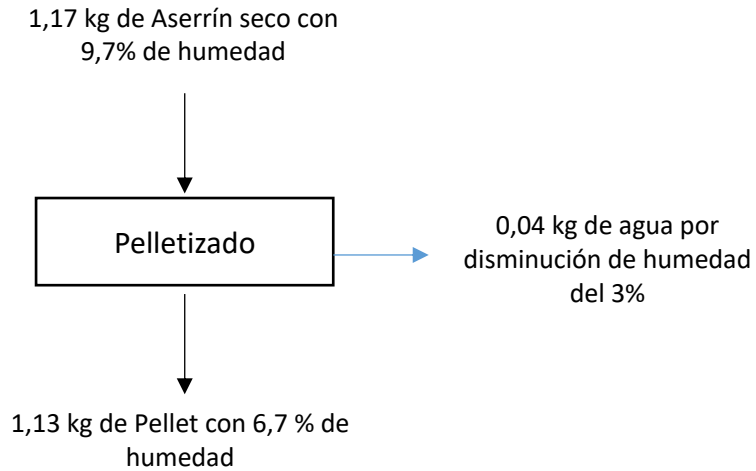 1,17 kg de Aserrín seco con
9,7% de humedad
Pelletizado
0,04 kg de agua por
disminución de humedad
del 3%
1,13 kg de Pellet con 6,7 % de
humedad